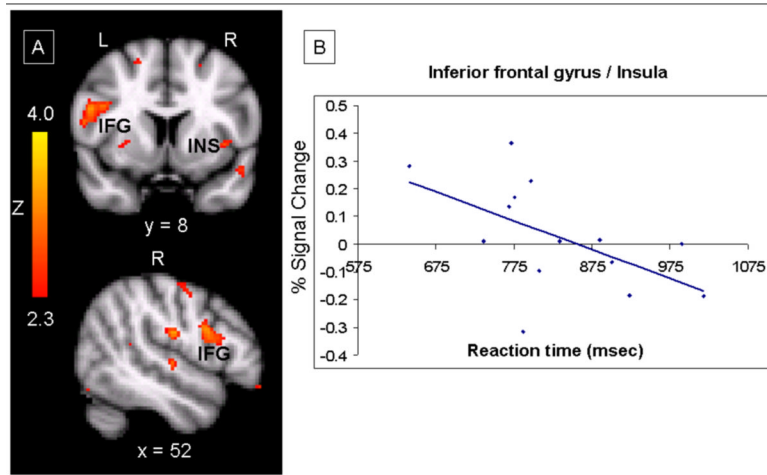 A
L
R
4.0
Z
2.3
IFG
INS
y = 8
R
IFG
x = 52
B
Inferior frontal gyrus / Insula
% Signal Change
0.5
0.4
0.3
0.2
0.1
0
-0.1
-0.2
-0.3
-0.4
575 675 775 875 975 1075
Reaction time (msec)